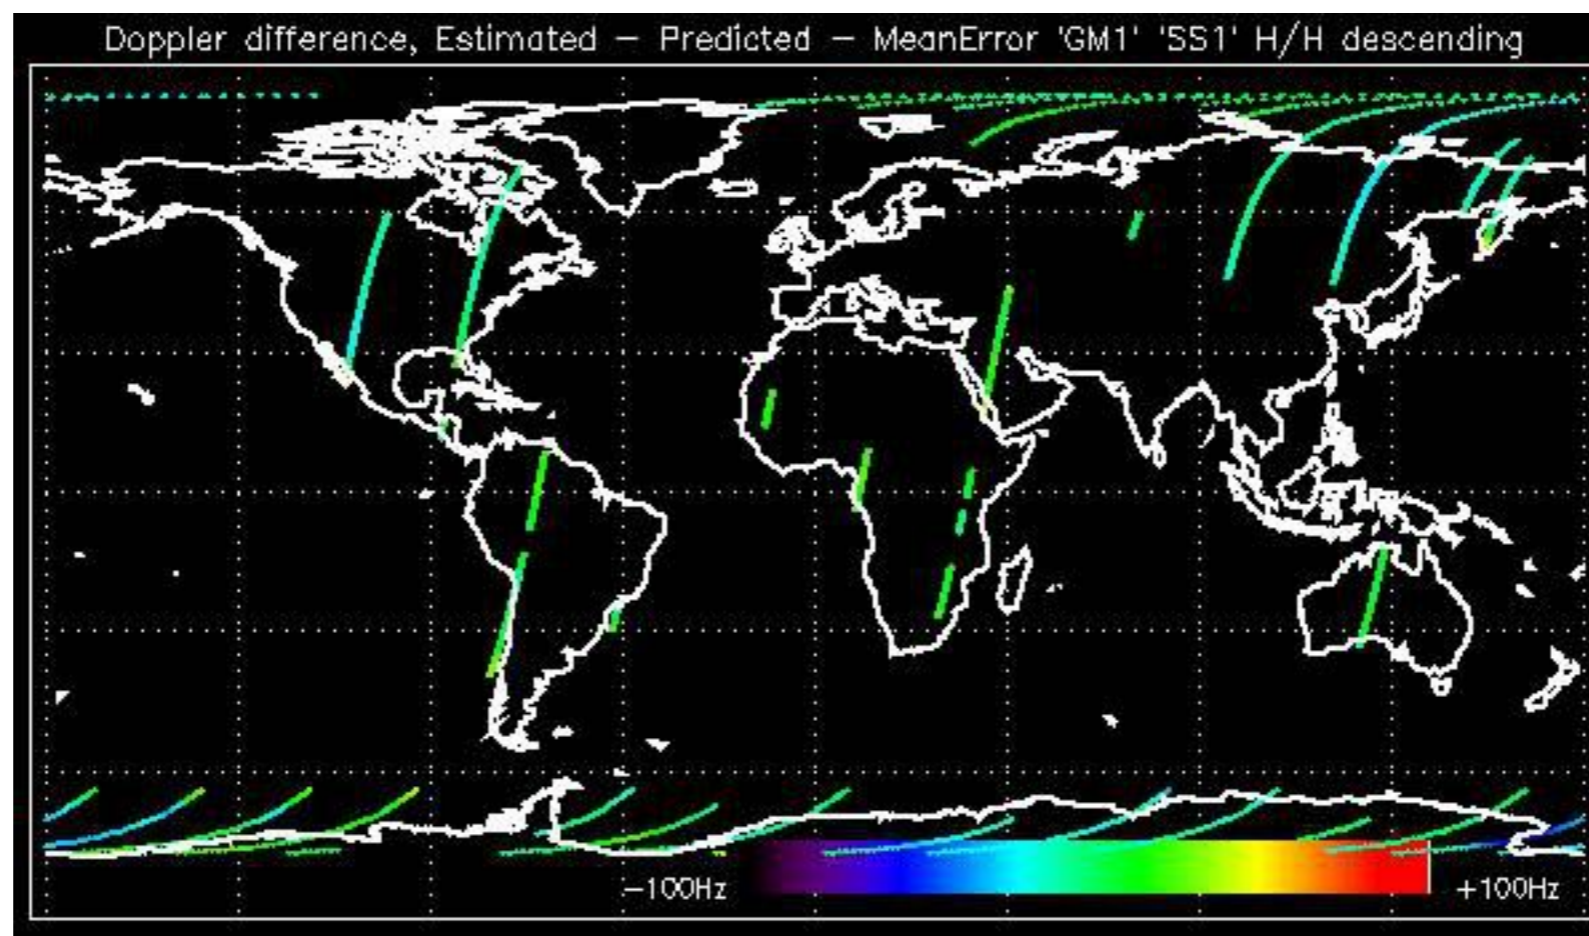 Doppler difference, Estimated – Predicted – MeanError 'GM1' 'SS1' H/H descending
–100Hz
+100Hz